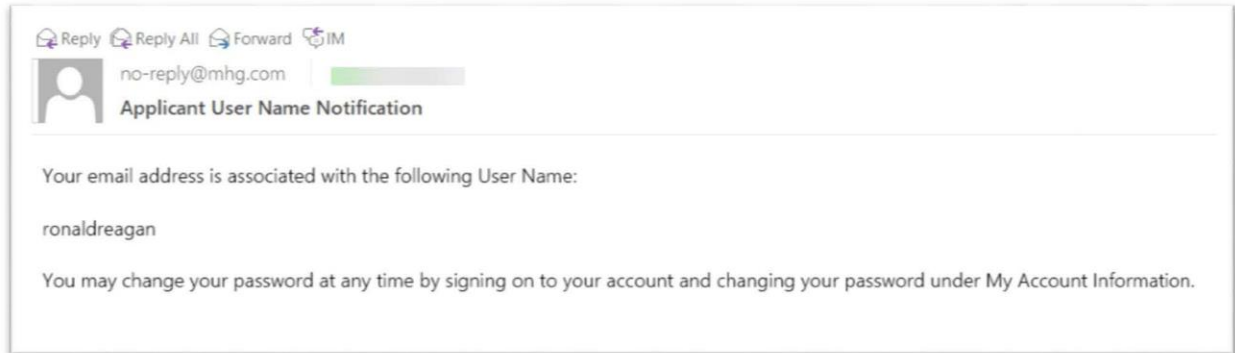 Reply Reply All Forward IM
no-reply@mhg.com
Applicant User Name Notification
Your email address is associated with the following User Name:
ronaldreagan
You may change your password at any time by signing on to your account and changing your password under My Account Information.